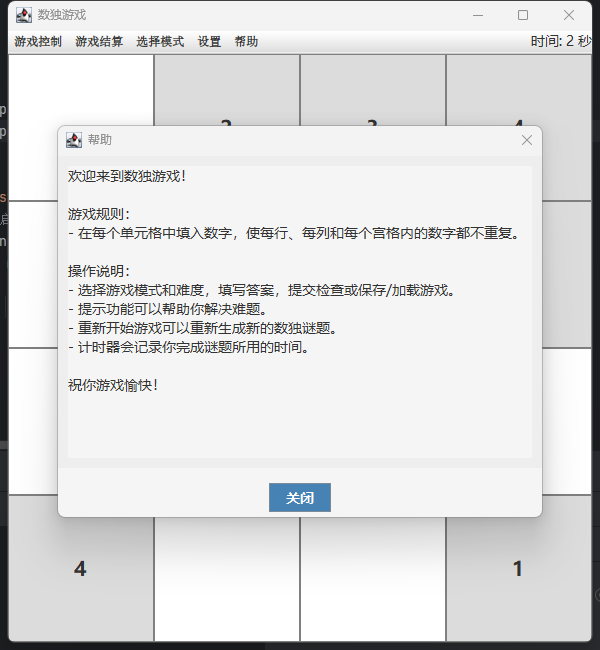 数独游戏
游戏控制 游戏结算 选择模式 设置 帮助 时间: 2 秒
帮助
欢迎来到数独游戏!
游戏规则:
- 在每个单元格中填入数字，使每行、每列和每个宫格内的数字都不重复。
操作说明:
- 选择游戏模式和难度，填写答案，提交检查或保存/加载游戏。
- 提示功能可以帮助你解决难题。
- 重新开始游戏可以重新生成新的数独谜题。
- 计时器会记录你完成谜题所用的时间。
祝你游戏愉快!
关闭
4 1